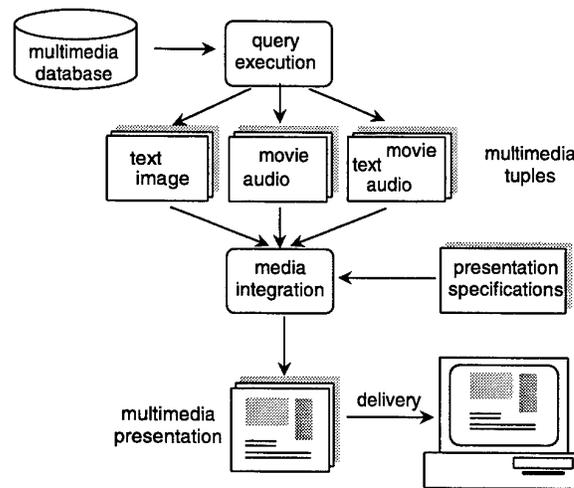 multimedia
database
query
execution
text
image
movie
audio
movie
text
audio
multimedia
tuples
media
integration
presentation
specifications
multimedia
presentation
delivery